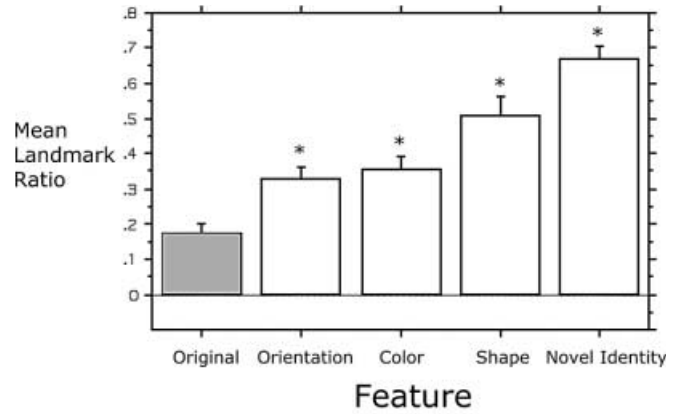 .8
.7
.6
.5
.4
.3
.2
.1
0
Mean
Landmark
Ratio
*
*
*
*
Original Orientation Color Shape Novel Identity
Feature